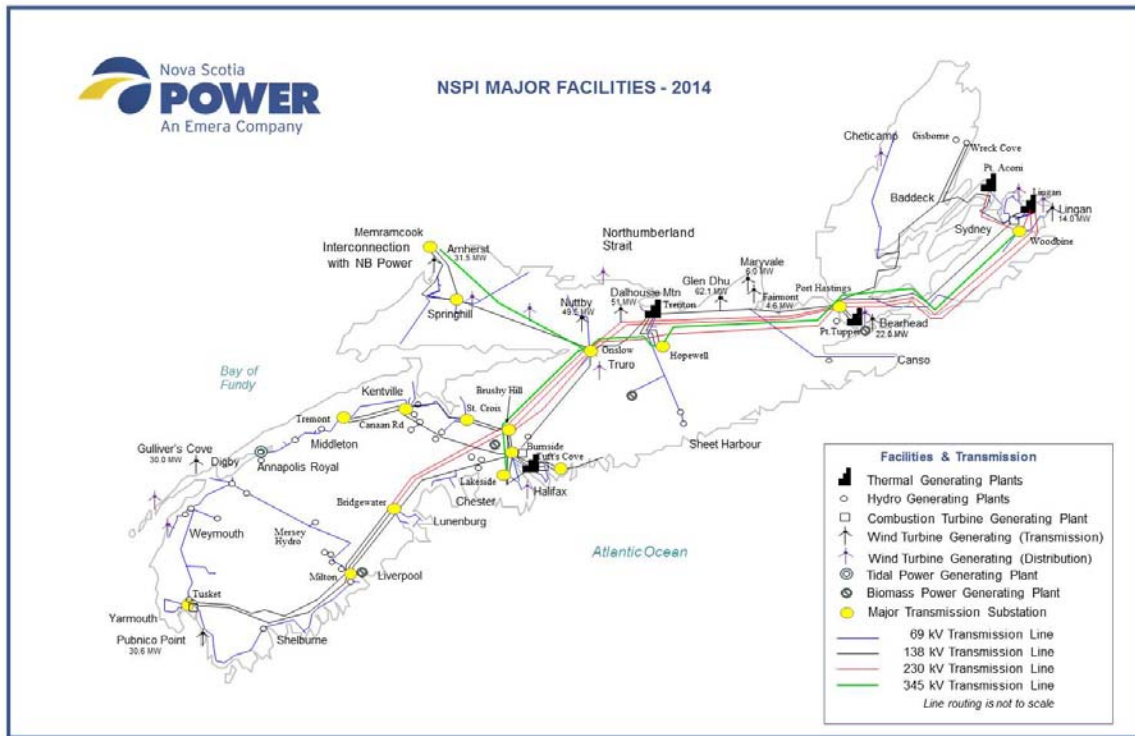 Nova Scotia
POWER
An Emera Company
NSPI MAJOR FACILITIES - 2014
Cheticamp
Gisborne
Wreck Cove
Pt. Aconi
Baddeck
Lingan
Lingan
14.0 MW
Sydney
Woodbine
Memramcook
Interconnection
with NB Power
Amherst
31.5 MW
Northumberland
Strait
Maryvale
6.0 MW
Glen Dhu
62.1 MW
Fairmont
4.6 MW
Port Hastings
Dalhousie Mtn
51 MW
Trenton
Nuttby
49.5 MW
Springhill
Pt. Tupper
Bearhead
22.0 MW
Onslow
Hopewell
Canso
Truro
Bay of
Fundy
Brushy Hill
Kentville
St. Croix
Tremont
Canaan Rd
Middleton
Sheet Harbour
Gulliver's Cove
30.0 MW
Digby
Annapolis Royal
Burnside
Tuft's Cove
Lakeside
Chester
Halifax
Bridgewater
Lunenburg
Weymouth
Mersey
Hydro
Atlantic Ocean
Milton
Liverpool
Tusket
Yarmouth
Pubnico Point
30.6 MW
Shelburne
Facilities & Transmission
Thermal Generating Plants
Hydro Generating Plants
Combustion Turbine Generating Plant
Wind Turbine Generating (Transmission)
Wind Turbine Generating (Distribution)
Tidal Power Generating Plant
Biomass Power Generating Plant
Major Transmission Substation
69 kV Transmission Line
138 kV Transmission Line
230 kV Transmission Line
345 kV Transmission Line
Line routing is not to scale